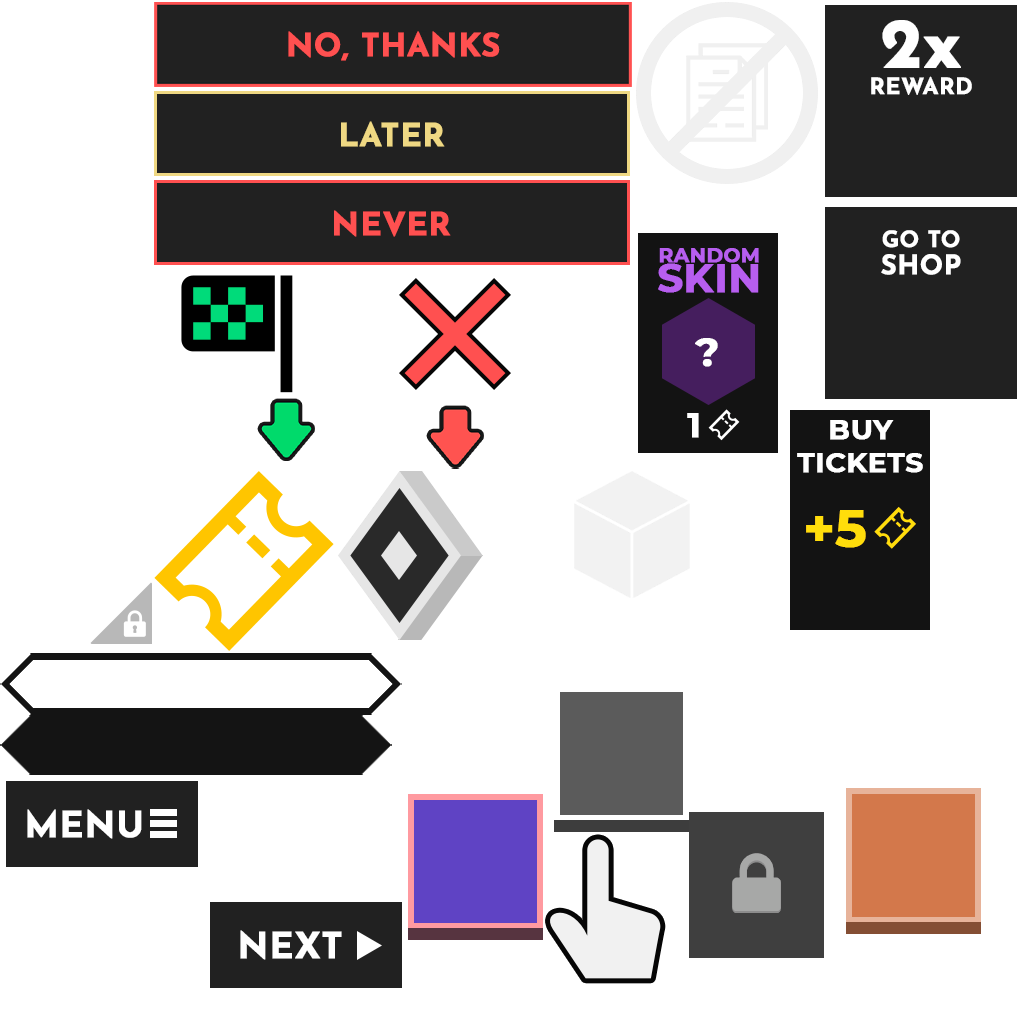 NO, THANKS
LATER
NEVER
2x
REWARD
GO TO
SHOP
RANDOM
SKIN
?
1
BUY
TICKETS
+5
MENU
NEXT